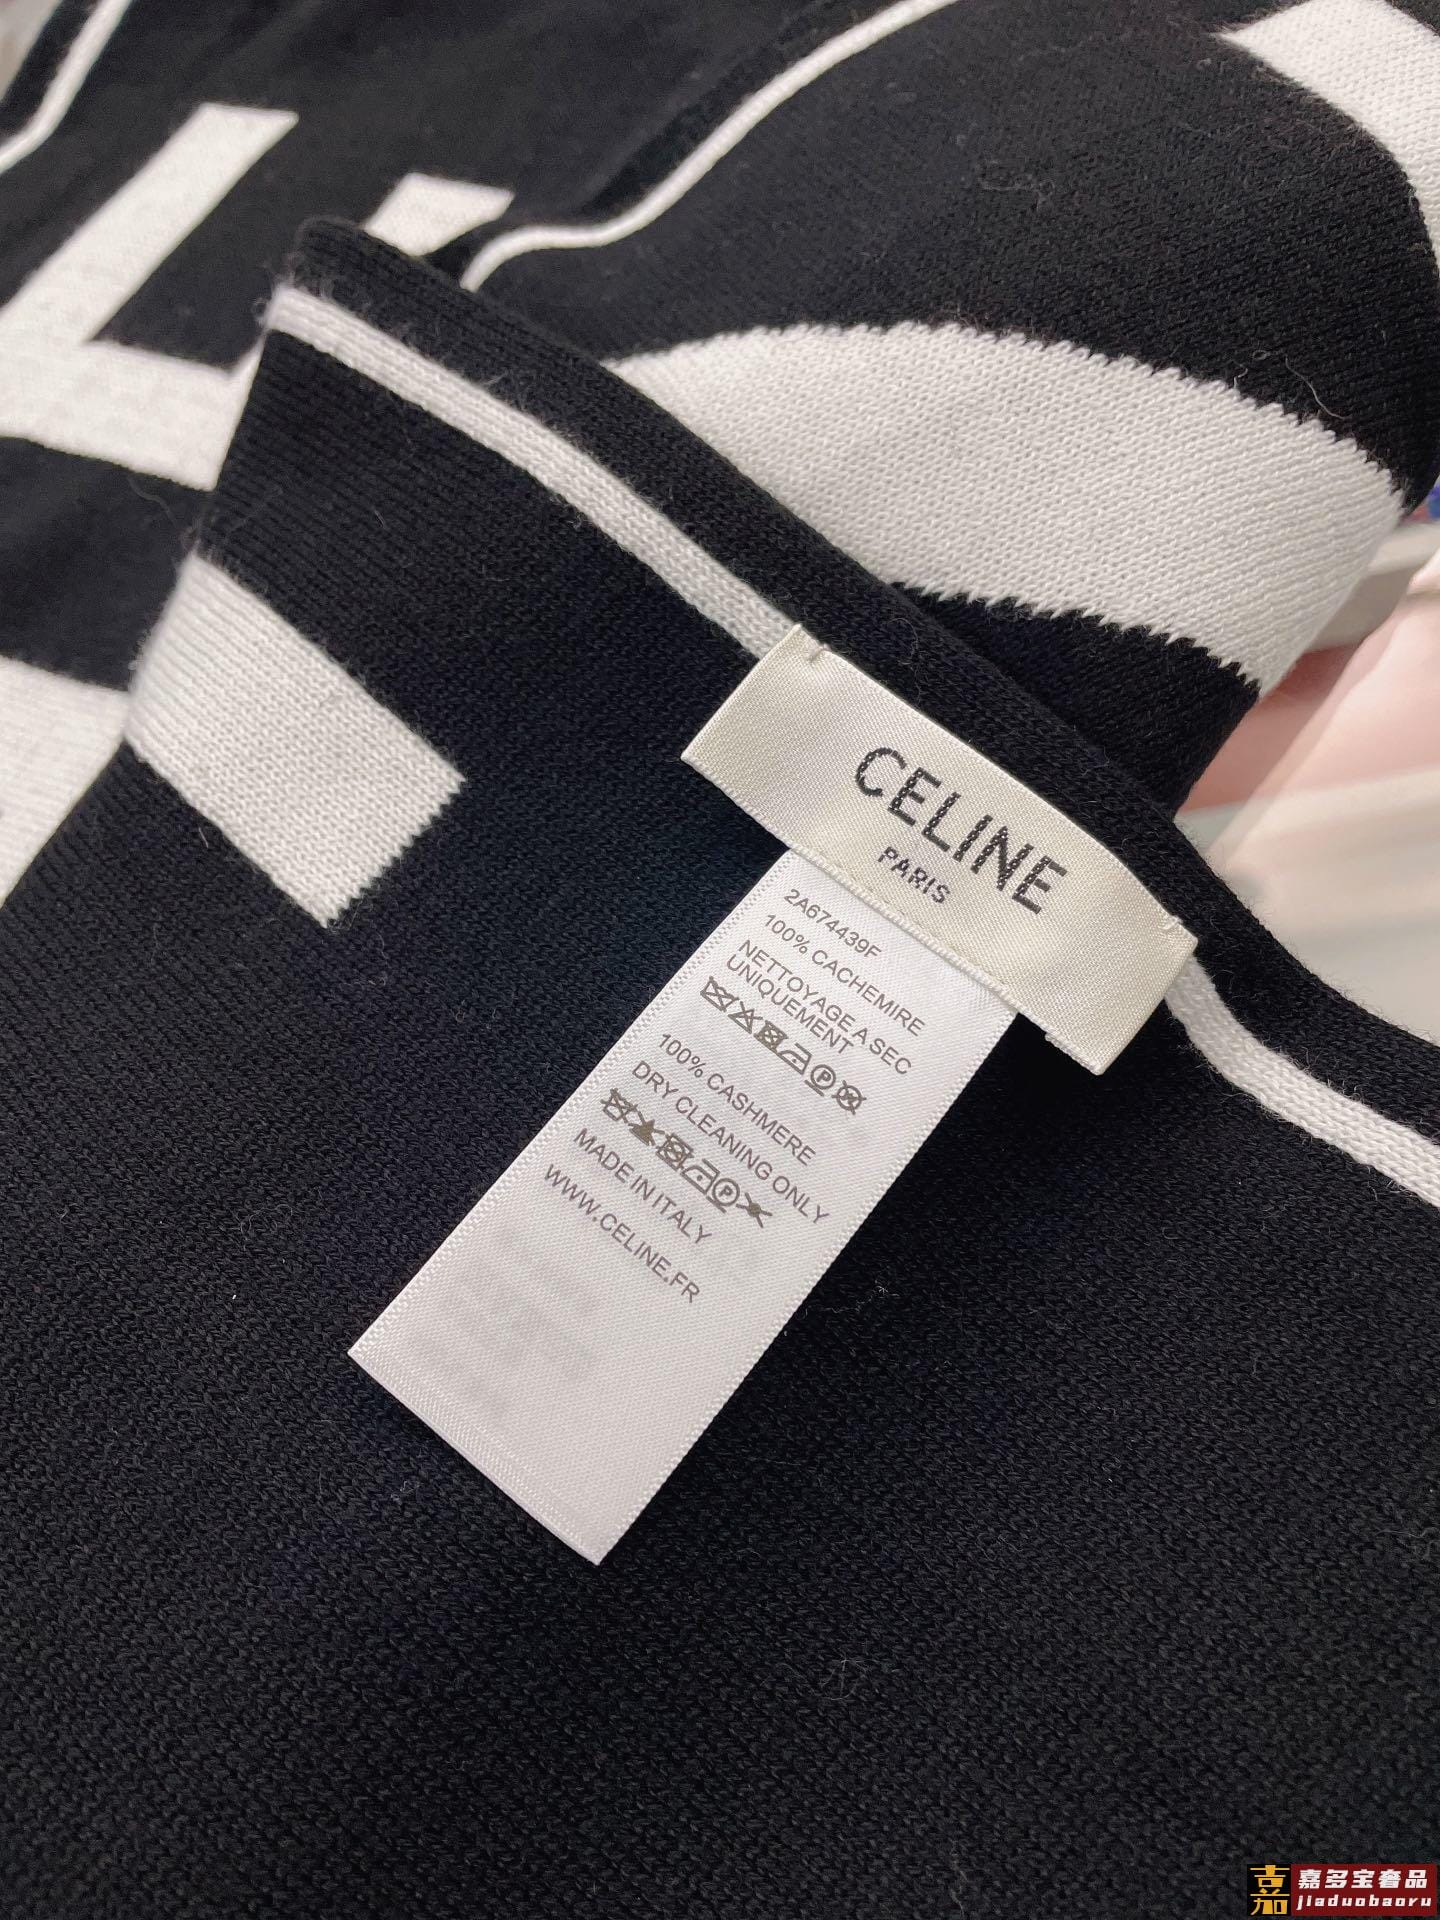 CELINE
PARIS
2A674439F
100% CACHEMIRE
NETTOYAGE A SEC
UNIQUEMENT
100% CASHMERE
DRY CLEANING ONLY
MADE IN ITALY
WWW.CELINE.FR
嘉 嘉多宝奢品
jiaduobaoru